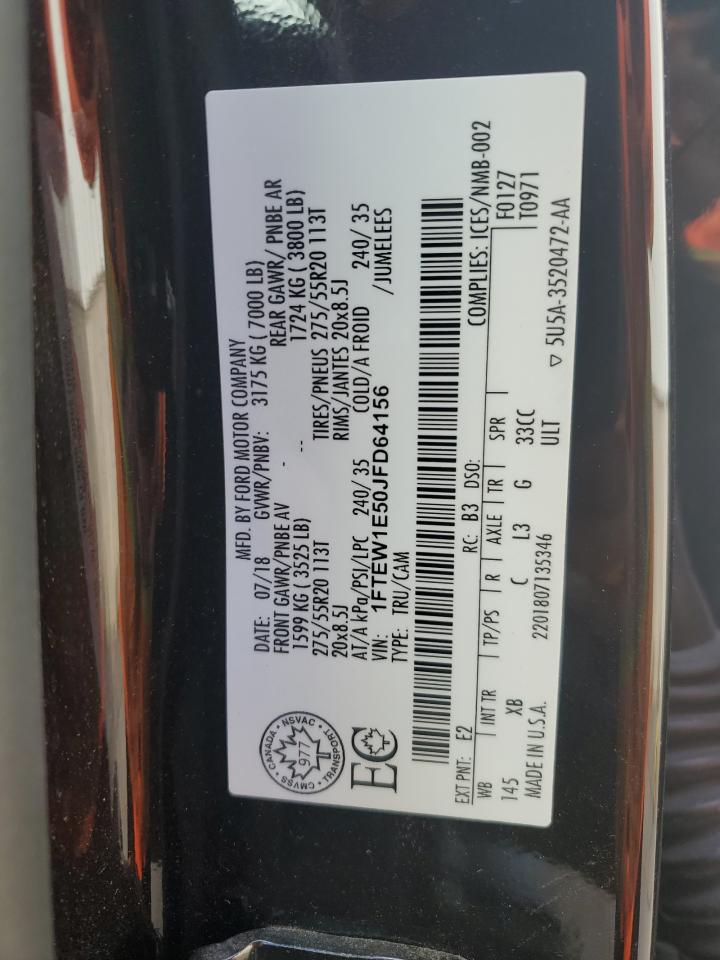 MFD. BY FORD MOTOR COMPANY
DATE: 07/18 GVWR/PNBV: 3175 KG ( 7000 LB)
FRONT GAWR/PNBE AV REAR GAWR/ PNBE AR
1599 KG ( 3525 LB) - 1724 KG ( 3800 LB)
275/55R20 113T -- TIRES/PNEUS 275/55R20 113T
20x8.5J RIMS/JANTES 20x8.5J
AT/A kPa/PSI/LPC 240/ 35 COLD/A FROID 240/ 35
VIN: 1FTEW1E50JFD64156 /JUMELEES
TYPE: TRU/CAM
CANADA • NSVAC • TRANSPORT • CMVSS •
977
EC
EXT PNT: E2 RC: B3 DSO: COMPLIES: ICES/NMB-002
WB INT TR TP/PS R AXLE TR SPR F0127
145 XB C L3 G 33CC T0971
MADE IN U.S.A. 2201807135346 ULT
▽ 5U5A-3520472-AA